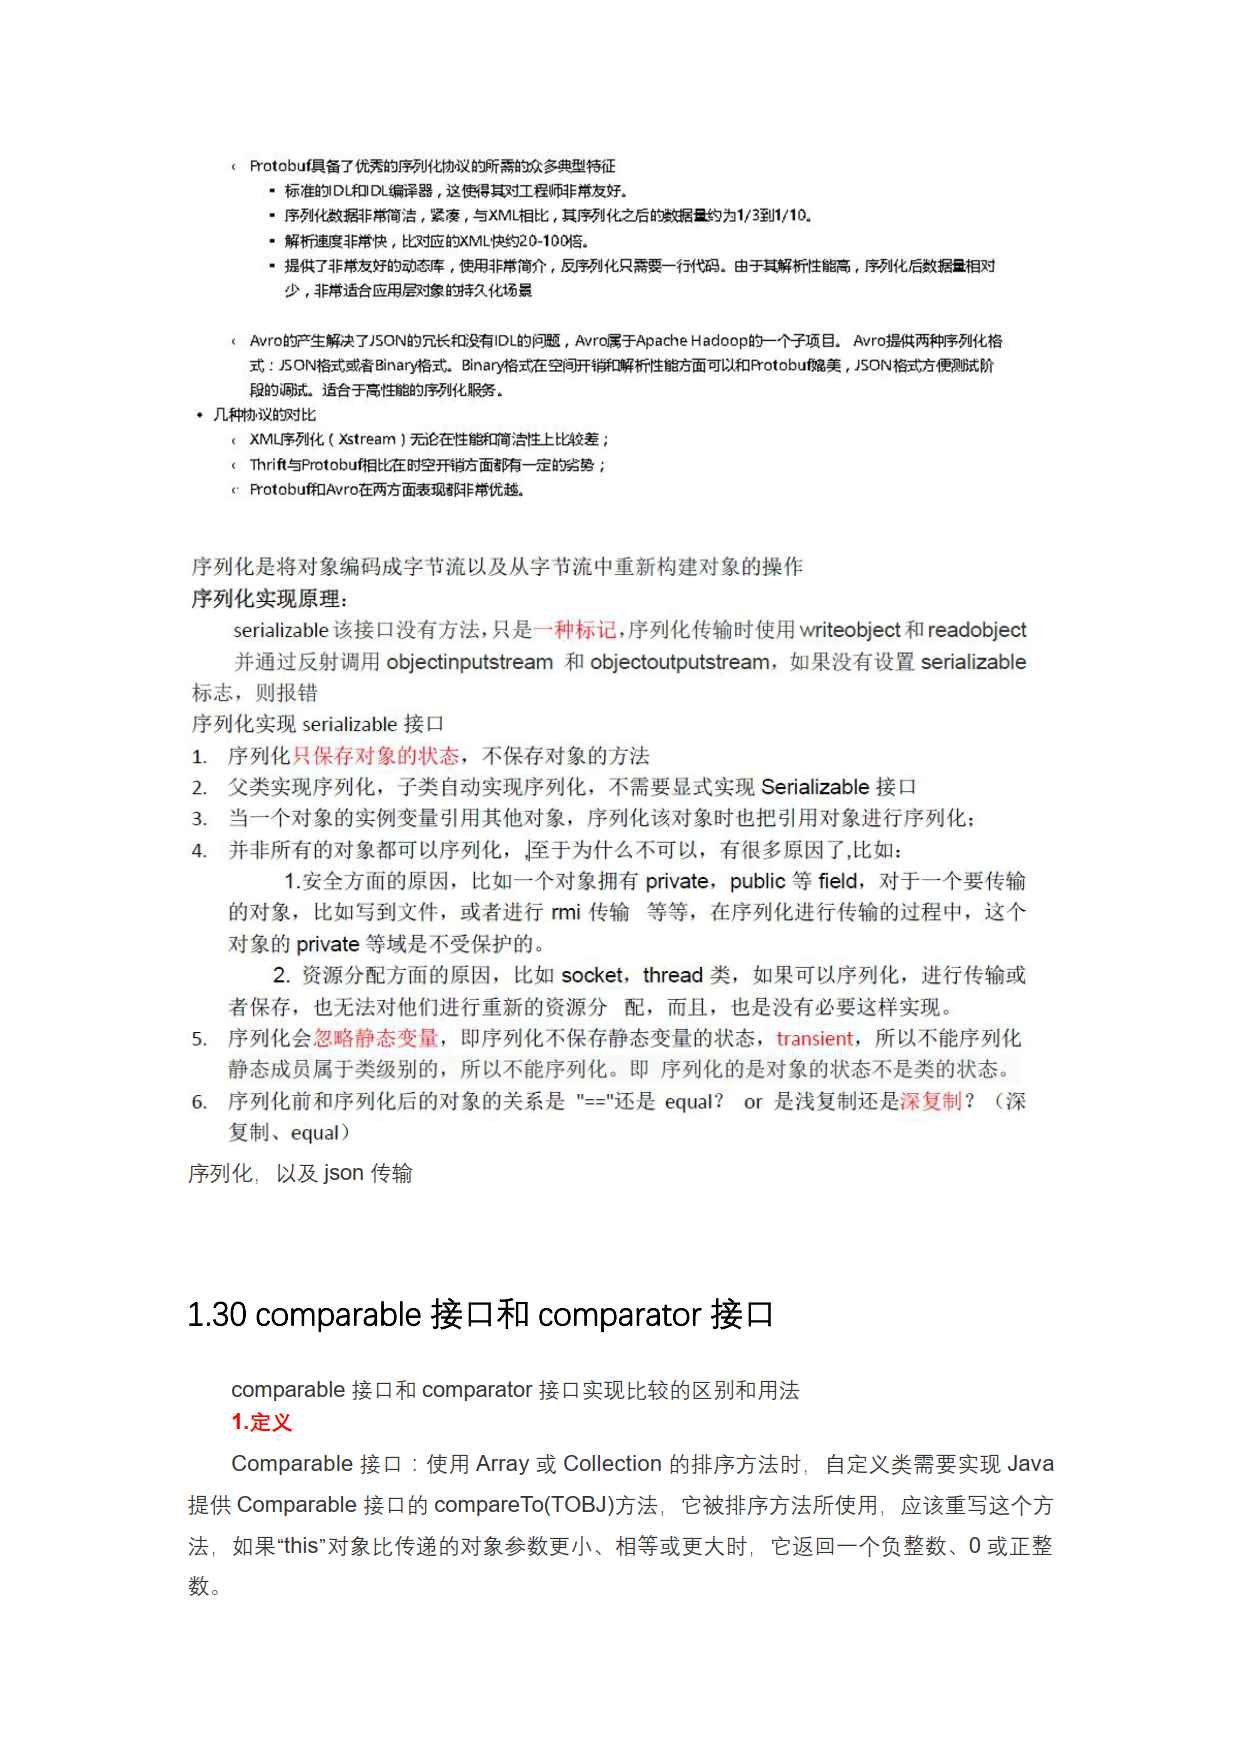 ‹ Protobuf具备了优秀的序列化协议的所需的众多典型特征
▪ 标准的IDL和IDL编译器，这使得其对工程师非常友好。
▪ 序列化数据非常简洁，紧凑，与XML相比，其序列化之后的数据量约为1/3到1/10。
▪ 解析速度非常快，比对应的XML快约20-100倍。
▪ 提供了非常友好的动态库，使用非常简介，反序列化只需要一行代码。由于其解析性能高，序列化后数据量相对
少，非常适合应用层对象的持久化场景
‹ Avro的产生解决了JSON的冗长和没有IDL的问题，Avro属于Apache Hadoop的一个子项目。 Avro提供两种序列化格
式：JSON格式或者Binary格式。Binary格式在空间开销和解析性能方面可以和Protobuf媲美，JSON格式方便测试阶
段的调试。适合于高性能的序列化服务。
• 几种协议的对比
‹ XML序列化（Xstream）无论在性能和简洁性上比较差；
‹ Thrift与Protobuf相比在时空开销方面都有一定的劣势；
‹ Protobuf和Avro在两方面表现都非常优越。
序列化是将对象编码成字节流以及从字节流中重新构建对象的操作
序列化实现原理：
serializable 该接口没有方法，只是一种标记，序列化传输时使用 writeobject 和 readobject
并通过反射调用 objectinputstream 和 objectoutputstream，如果没有设置 serializable
标志，则报错
序列化实现 serializable 接口
1. 序列化只保存对象的状态，不保存对象的方法
2. 父类实现序列化，子类自动实现序列化，不需要显式实现 Serializable 接口
3. 当一个对象的实例变量引用其他对象，序列化该对象时也把引用对象进行序列化；
4. 并非所有的对象都可以序列化，,至于为什么不可以，有很多原因了,比如：
1.安全方面的原因，比如一个对象拥有 private，public 等 field，对于一个要传输
的对象，比如写到文件，或者进行 rmi 传输 等等，在序列化进行传输的过程中，这个
对象的 private 等域是不受保护的。
2. 资源分配方面的原因，比如 socket，thread 类，如果可以序列化，进行传输或
者保存，也无法对他们进行重新的资源分 配，而且，也是没有必要这样实现。
5. 序列化会忽略静态变量，即序列化不保存静态变量的状态，transient，所以不能序列化
静态成员属于类级别的，所以不能序列化。即 序列化的是对象的状态不是类的状态。
6. 序列化前和序列化后的对象的关系是 "=="还是 equal？ or 是浅复制还是深复制？（深
复制、equal）
序列化，以及 json 传输
1.30 comparable 接口和 comparator 接口
comparable 接口和 comparator 接口实现比较的区别和用法
1.定义
Comparable 接口：使用 Array 或 Collection 的排序方法时，自定义类需要实现 Java
提供 Comparable 接口的 compareTo(TOBJ)方法，它被排序方法所使用，应该重写这个方
法，如果“this”对象比传递的对象参数更小、相等或更大时，它返回一个负整数、0 或正整
数。